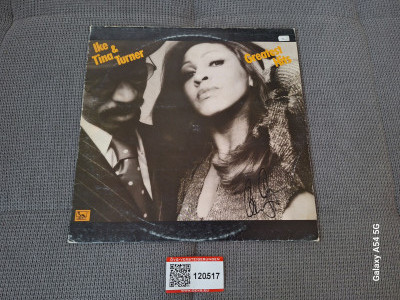 Ike
&
Tina
Turner
Greatest
Hits
120517
Galaxy A54 5G